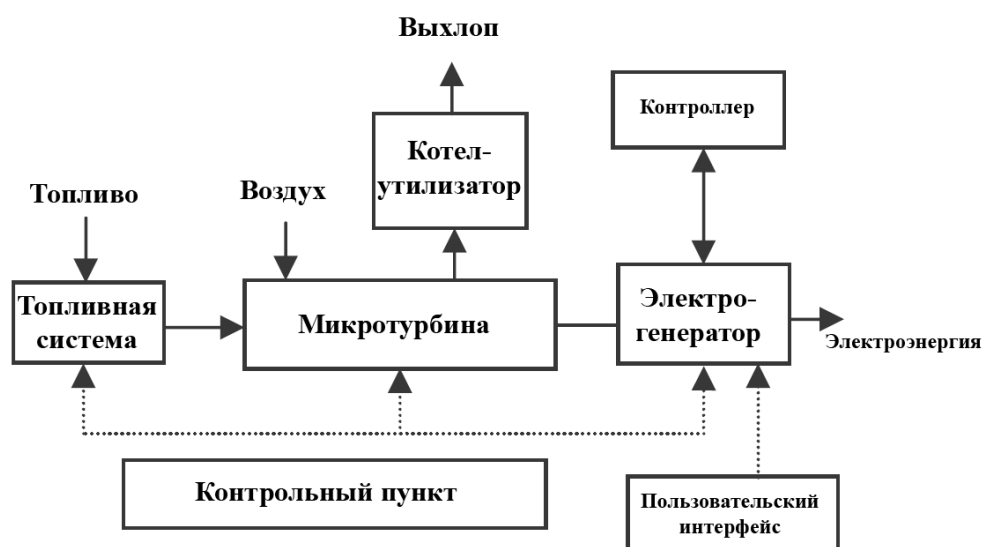 Выхлоп
Контроллер
Котел-
утилизатор
Топливо
Воздух
Топливная
система
Микротурбина
Электро-
генератор
Электроэнергия
Контрольный пункт
Пользовательский
интерфейс